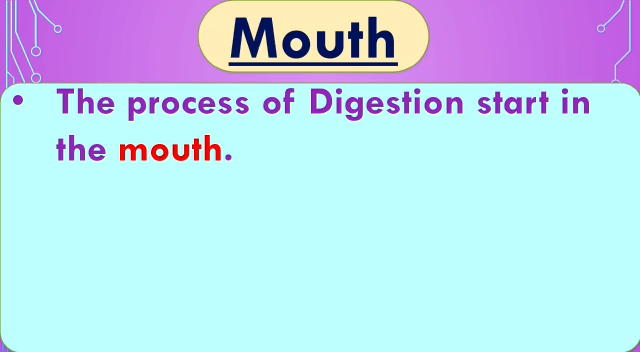 Mouth
• The process of Digestion start in
the mouth.